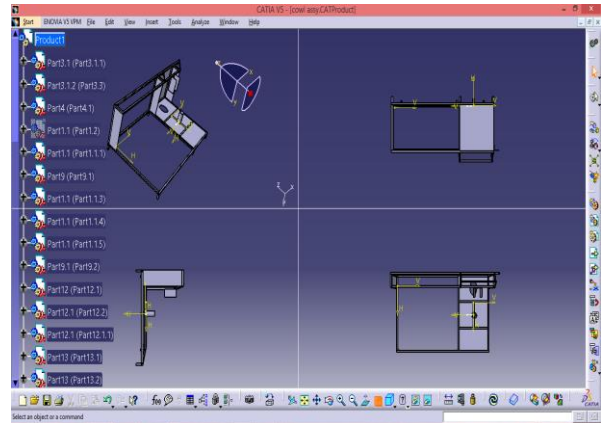 CATIA V5 - [cowl assy.CATProduct]
Start ENOVIA V5 VPM File Edit View Insert Tools Analyze Window Help
Product1
Part3.1 (Part3.1.1)
Part3.1.2 (Part3.3)
Part4 (Part4.1)
Part1.1 (Part1.2)
Part1.1 (Part1.1.1)
Part9 (Part9.1)
Part1.1 (Part1.1.3)
Part1.1 (Part1.1.4)
Part1.1 (Part1.1.5)
Part9.1 (Part9.2)
Part12 (Part12.1)
Part12.1 (Part12.2)
Part12.1 (Part12.1.1)
Part13 (Part13.1)
Part13 (Part13.2)
Select an object or a command